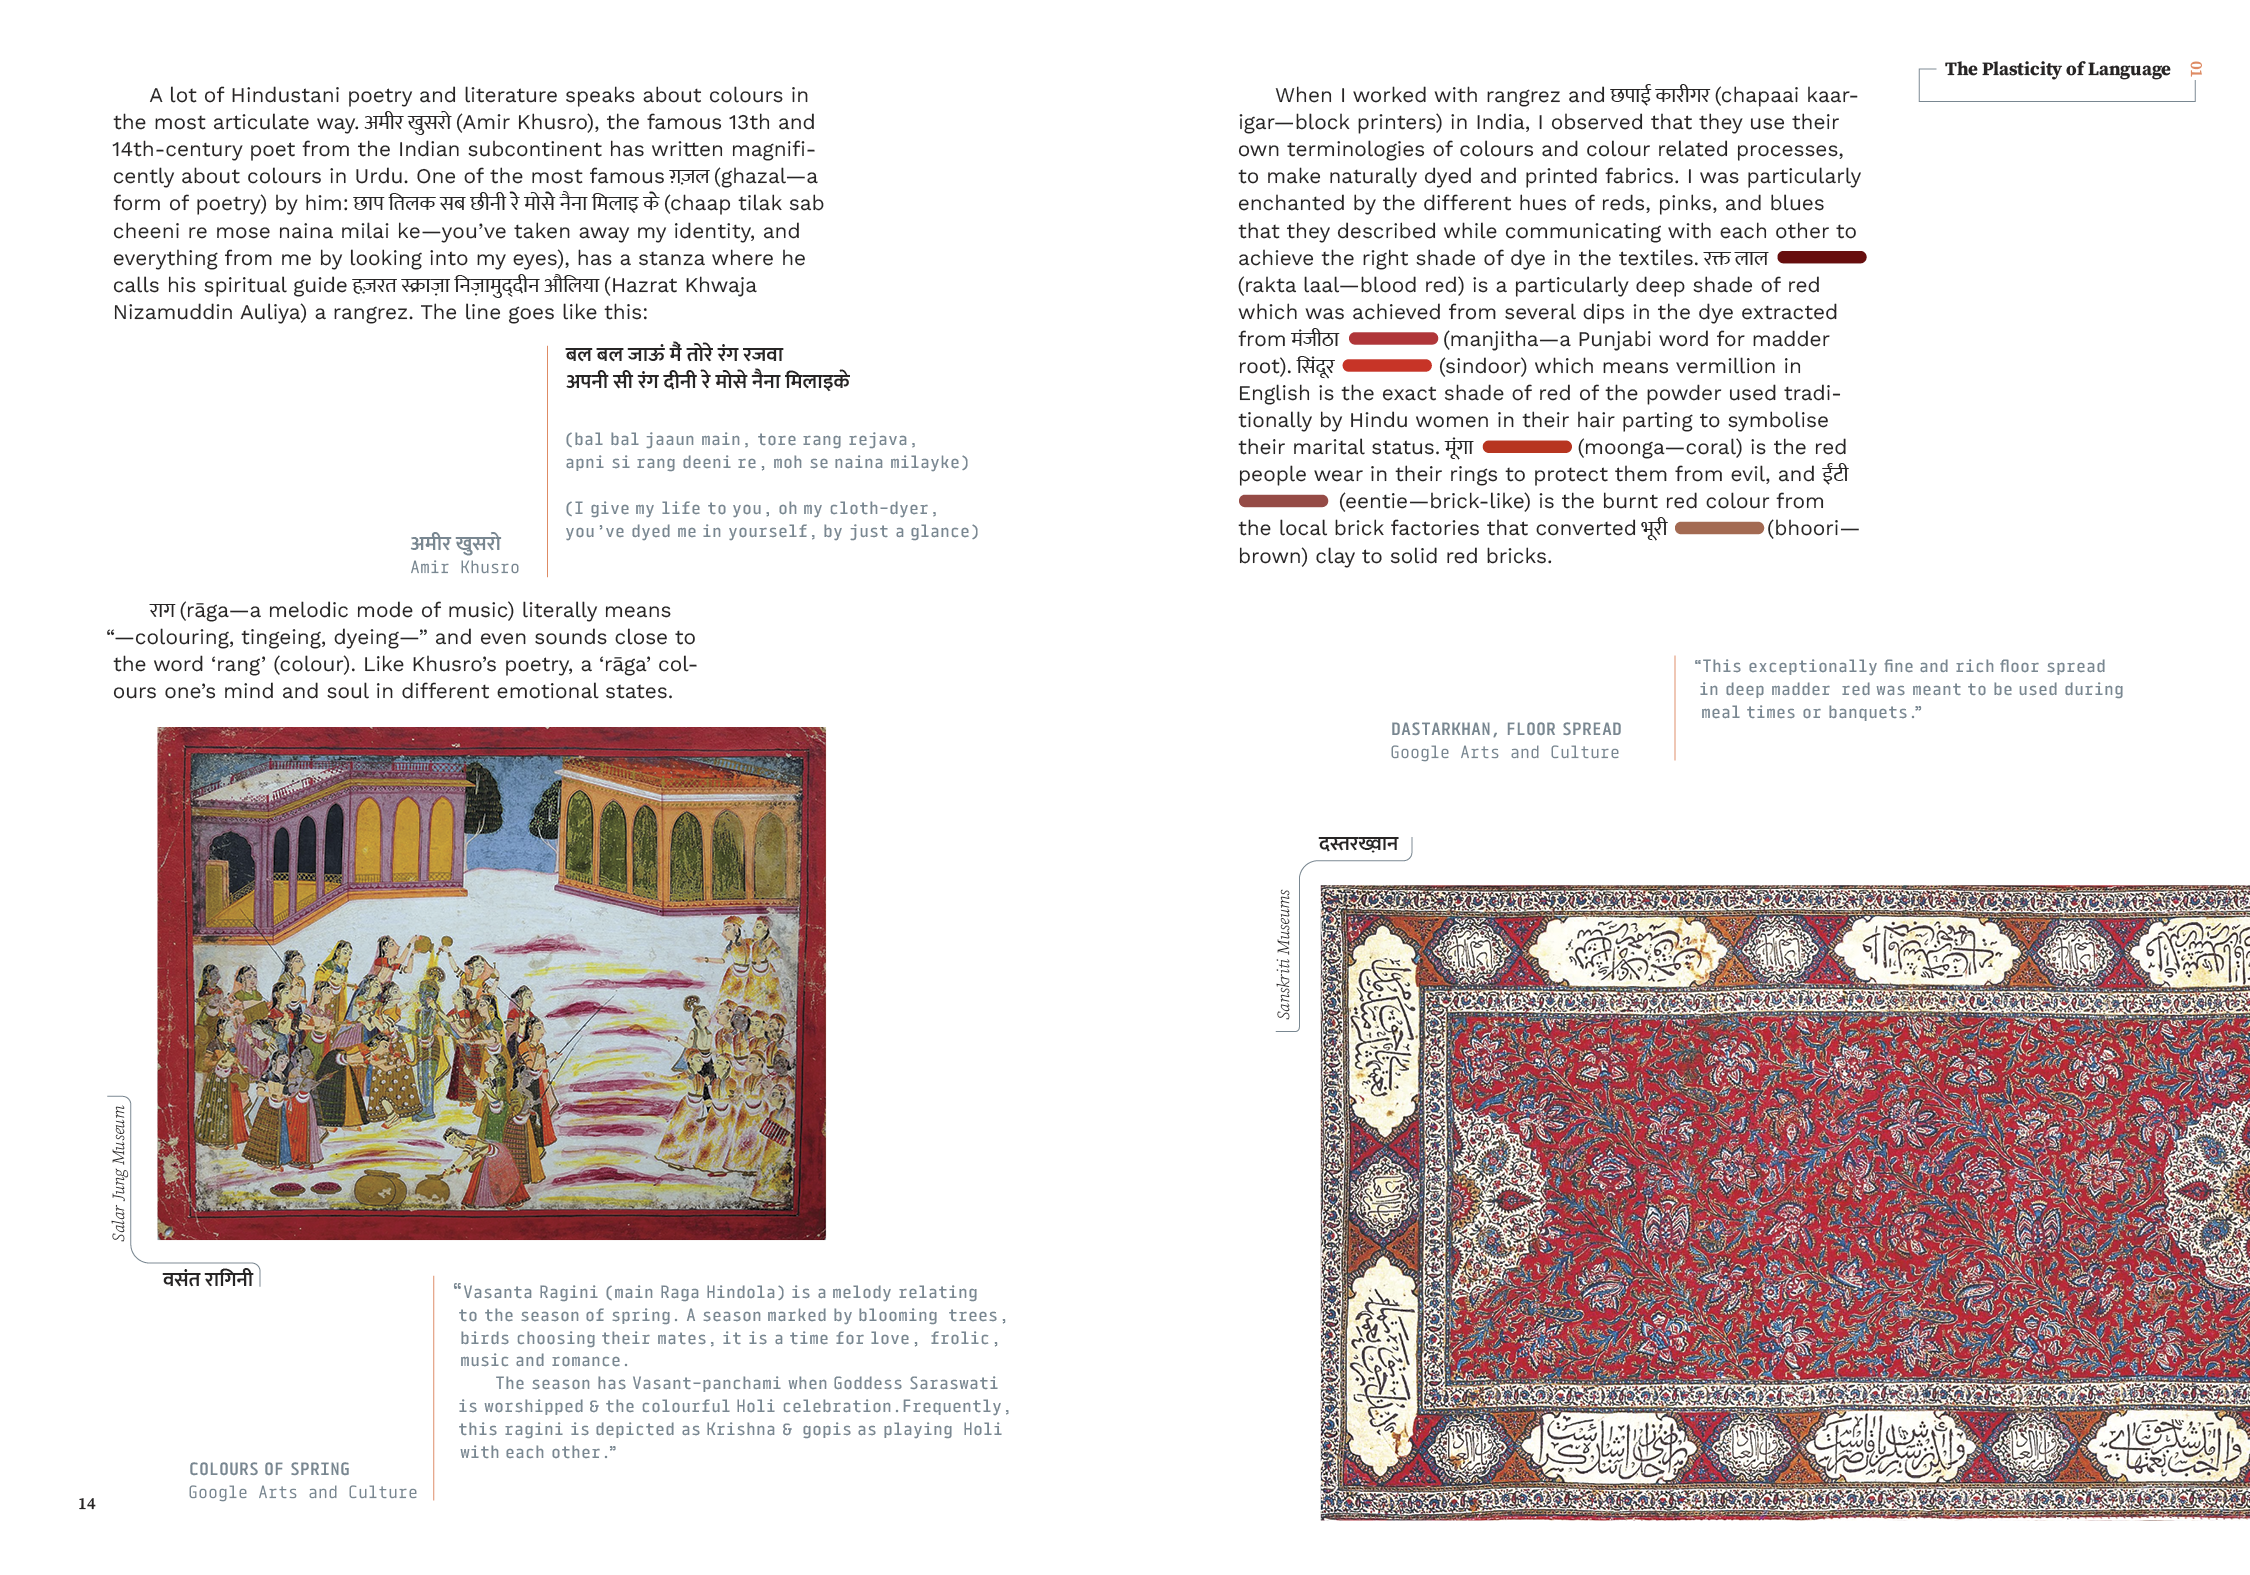 A lot of Hindustani poetry and literature speaks about colours in
the most articulate way. अमीर खुसरो (Amir Khusro), the famous 13th and
14th-century poet from the Indian subcontinent has written magnifi-
cently about colours in Urdu. One of the most famous ग़ज़ल (ghazal—a
form of poetry) by him: छाप तिलक सब छीनी रे मोसे नैना मिलाइ के (chaap tilak sab
cheeni re mose naina milai ke—you’ve taken away my identity, and
everything from me by looking into my eyes), has a stanza where he
calls his spiritual guide हज़रत ख़्वाजा निज़ामुद्दीन औलिया (Hazrat Khwaja
Nizamuddin Auliya) a rangrez. The line goes like this:
बल बल जाऊं मैं तोरे रंग रजवा
अपनी सी रंग दीनी रे मोसे नैना मिलाइके
(bal bal jaaun main, tore rang rejava,
apni si rang deeni re, moh se naina milayke)
(I give my life to you, oh my cloth-dyer,
you’ve dyed me in yourself, by just a glance)
अमीर खुसरो
Amir Khusro
राग (rāga—a melodic mode of music) literally means
“—colouring, tingeing, dyeing—” and even sounds close to
the word ‘rang’ (colour). Like Khusro’s poetry, a ‘rāga’ col-
ours one’s mind and soul in different emotional states.
Salar Jung Museum
वसंत रागिनी
“Vasanta Ragini (main Raga Hindola) is a melody relating
to the season of spring. A season marked by blooming trees,
birds choosing their mates, it is a time for love, frolic,
music and romance.
The season has Vasant-panchami when Goddess Saraswati
is worshipped & the colourful Holi celebration.Frequently,
this ragini is depicted as Krishna & gopis as playing Holi
with each other.”
COLOURS OF SPRING
Google Arts and Culture
14
The Plasticity of Language
01
When I worked with rangrez and छपाई कारीगर (chapaai kaar-
igar—block printers) in India, I observed that they use their
own terminologies of colours and colour related processes,
to make naturally dyed and printed fabrics. I was particularly
enchanted by the different hues of reds, pinks, and blues
that they described while communicating with each other to
achieve the right shade of dye in the textiles. रक्त लाल
(rakta laal—blood red) is a particularly deep shade of red
which was achieved from several dips in the dye extracted
from मंजीठा (manjitha—a Punjabi word for madder
root). सिंदूर (sindoor) which means vermillion in
English is the exact shade of red of the powder used tradi-
tionally by Hindu women in their hair parting to symbolise
their marital status. मूंगा (moonga—coral) is the red
people wear in their rings to protect them from evil, and ईंटी
(eentie—brick-like) is the burnt red colour from
the local brick factories that converted भूरी (bhoori—
brown) clay to solid red bricks.
“This exceptionally fine and rich floor spread
in deep madder red was meant to be used during
meal times or banquets.”
DASTARKHAN, FLOOR SPREAD
Google Arts and Culture
दस्तरख़्वान
Sanskriti Museums